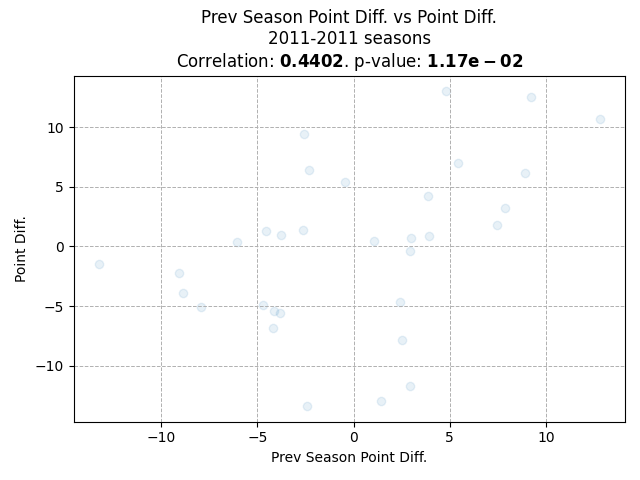 Prev Season Point Diff. vs Point Diff.
2011-2011 seasons
Correlation: 0.4402. p-value: 1.17e − 02
10
5
0
−5
−10
Point Diff.
−10 −5 0 5 10
Prev Season Point Diff.